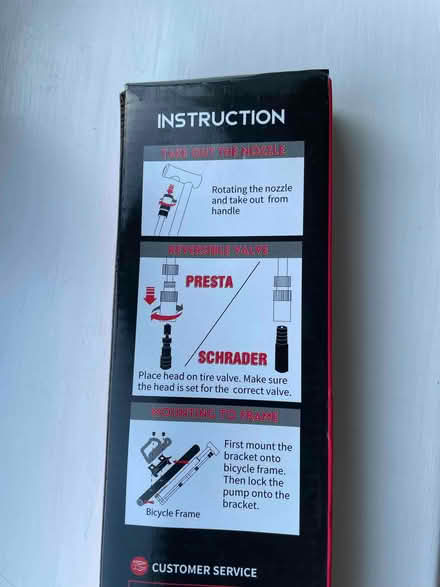 INSTRUCTION
TAKE OUT THE NOZZLE
Rotating the nozzle
and take out from
handle
REVERSIBLE VALVE
PRESTA
SCHRADER
Place head on tire valve. Make sure
the head is set for the correct valve.
MOUNTING TO FRAME
First mount the
bracket onto
bicycle frame.
Then lock the
pump onto the
bracket.
Bicycle Frame
CUSTOMER SERVICE